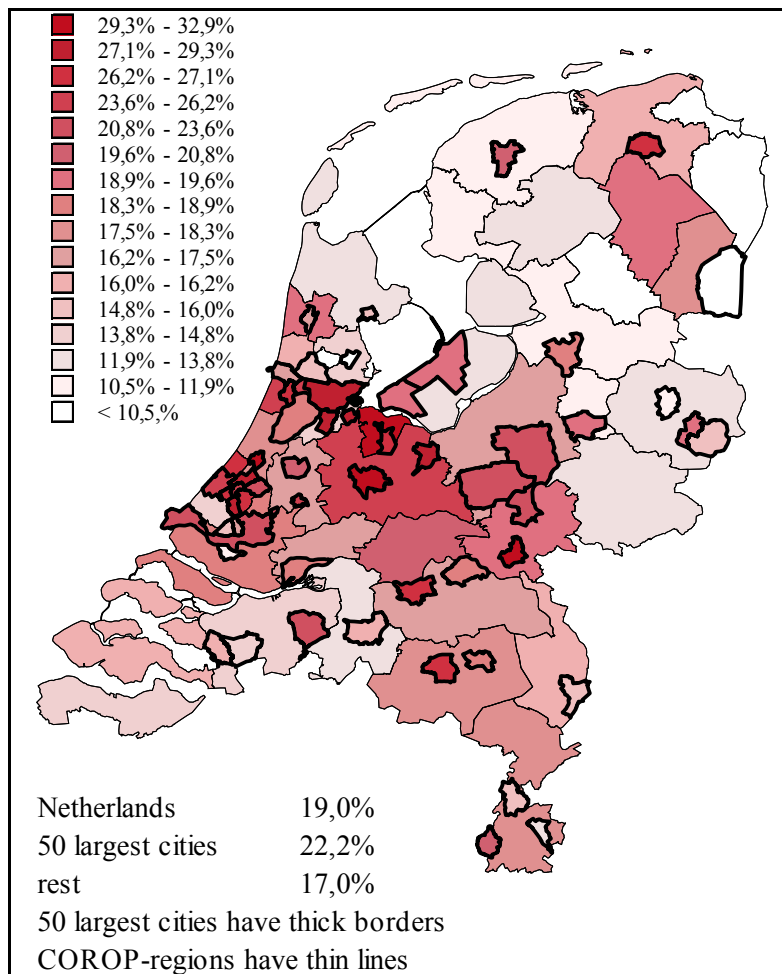 29,3% - 32,9%
27,1% - 29,3%
26,2% - 27,1%
23,6% - 26,2%
20,8% - 23,6%
19,6% - 20,8%
18,9% - 19,6%
18,3% - 18,9%
17,5% - 18,3%
16,2% - 17,5%
16,0% - 16,2%
14,8% - 16,0%
13,8% - 14,8%
11,9% - 13,8%
10,5% - 11,9%
< 10,5,%
Netherlands 19,0%
50 largest cities 22,2%
rest 17,0%
50 largest cities have thick borders
COROP-regions have thin lines